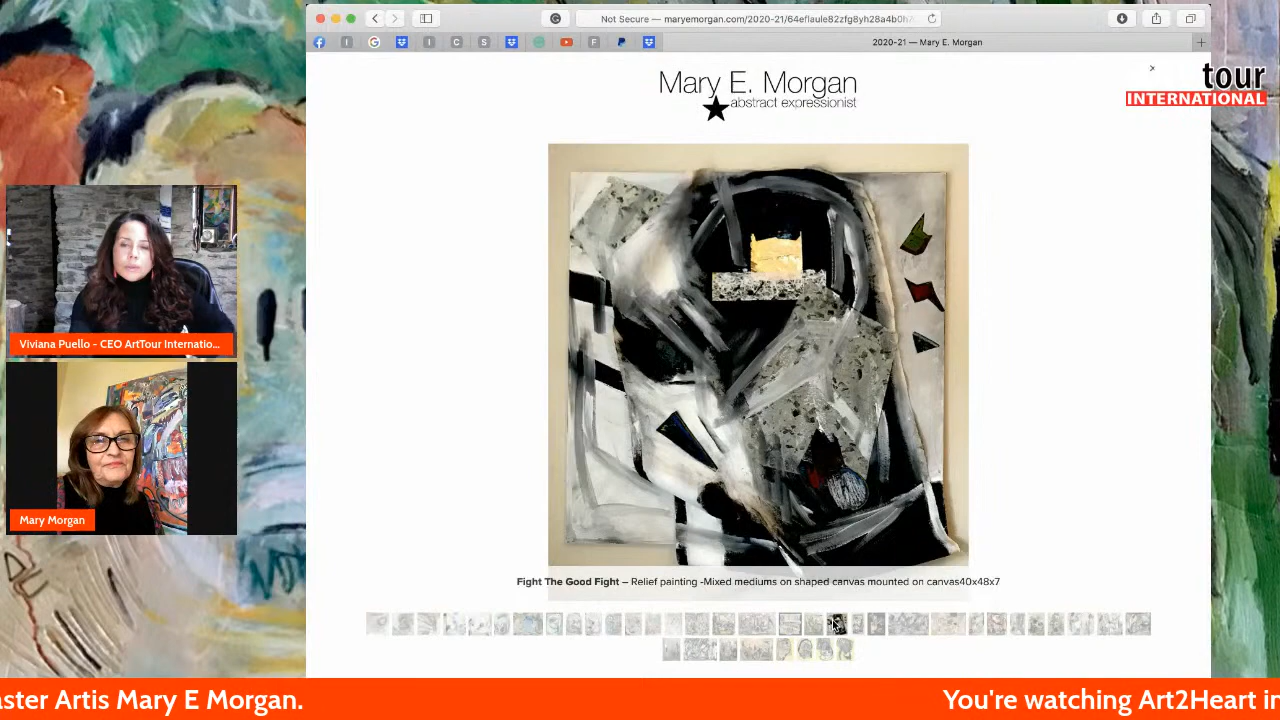 Not Secure — maryemorgan.com/2020-21/64eflaule82zfg8yh28a4b0h
2020-21 — Mary E. Morgan
Mary E. Morgan
abstract expressionist
tour
INTERNATIONAL
Viviana Puello - CEO ArtTour Internatio...
Mary Morgan
Fight The Good Fight – Relief painting -Mixed mediums on shaped canvas mounted on canvas40x48x7
aster Artis Mary E Morgan.
You're watching Art2Heart in